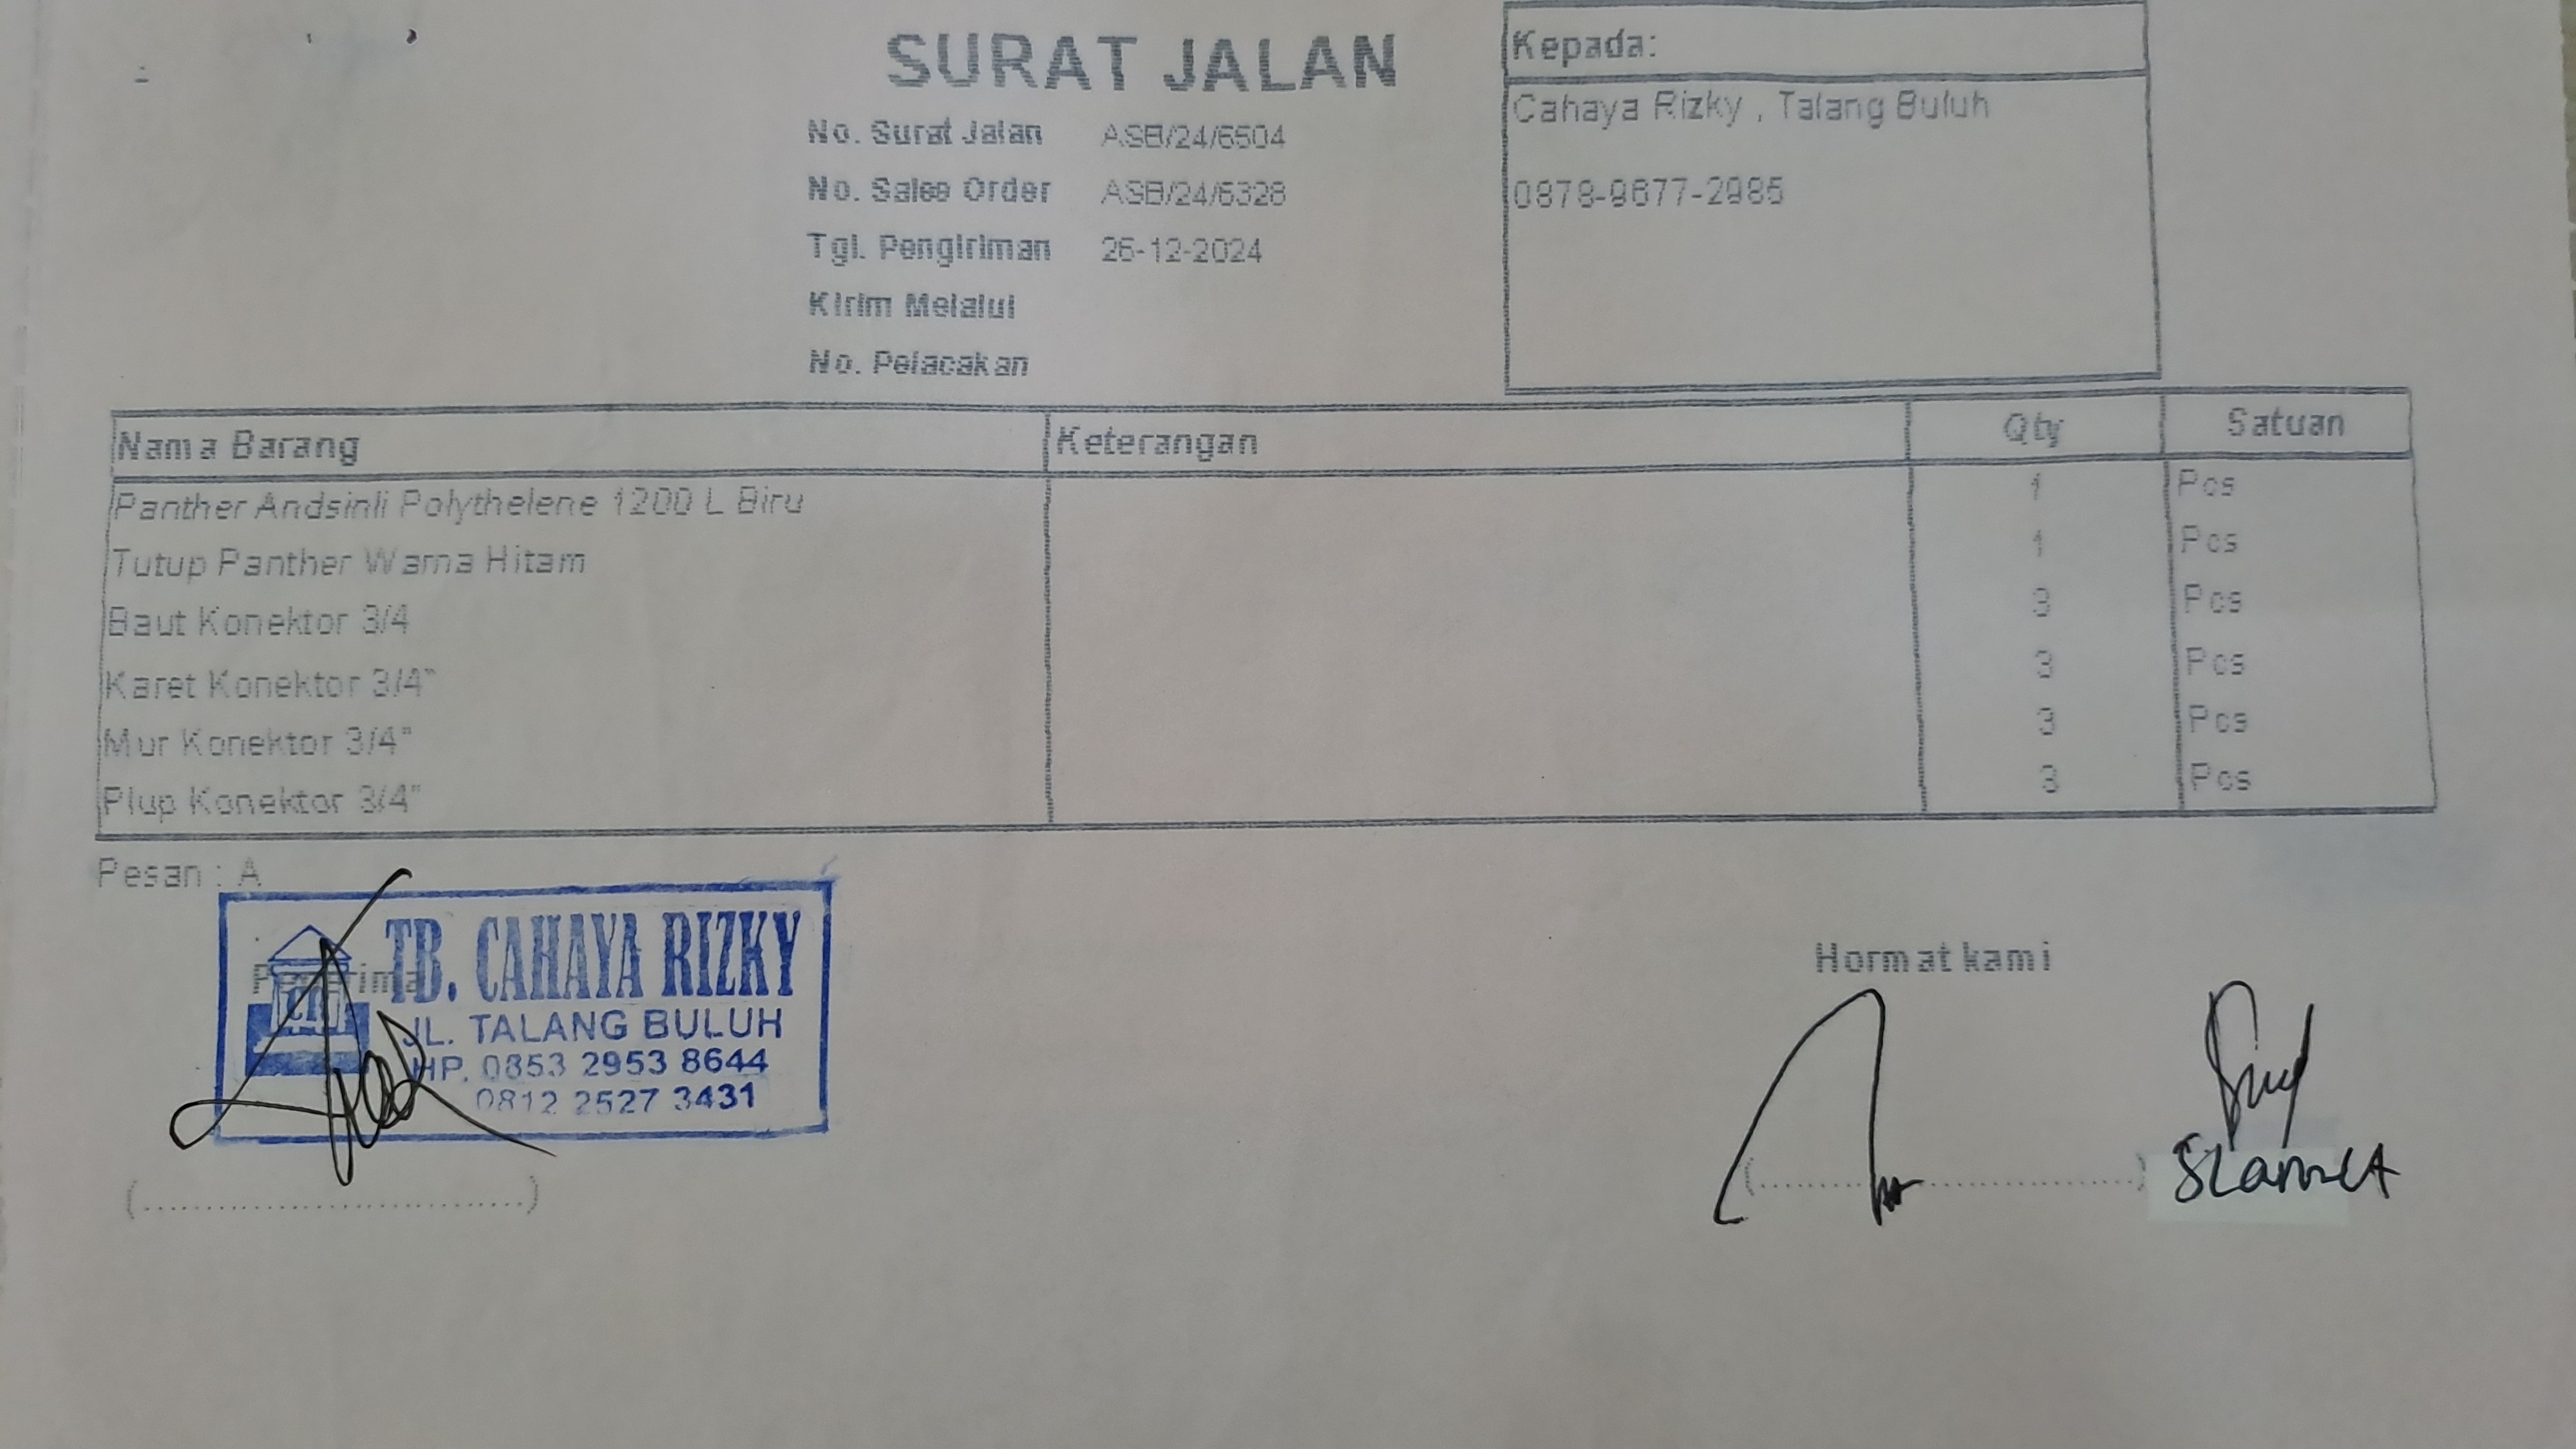 SURAT JALAN
No. Surat Jalan ASB/24/6504
No. Sales Order ASB/24/6328
Tgl. Pengiriman 26-12-2024
Kirim Melalui
No. Pelacakan
Kepada:
Cahaya Rizky , Talang Buluh
0878-9677-2985
Nama Barang Keterangan Qty Satuan
Panther Andsinli Polythelene 1200 L Biru 1 Pcs
Tutup Panther Warna Hitam 1 Pcs
Baut Konektor 3/4 3 Pcs
Karet Konektor 3/4" 3 Pcs
Mur Konektor 3/4" 3 Pcs
Plup Konektor 3/4" 3 Pcs
Pesan : A
Penerima
TB. CAHAYA RIZKY
JL. TALANG BULUH
HP. 0853 2953 8644
0812 2527 3431
(..............................)
Hormat kami
(..............................)
Slamet